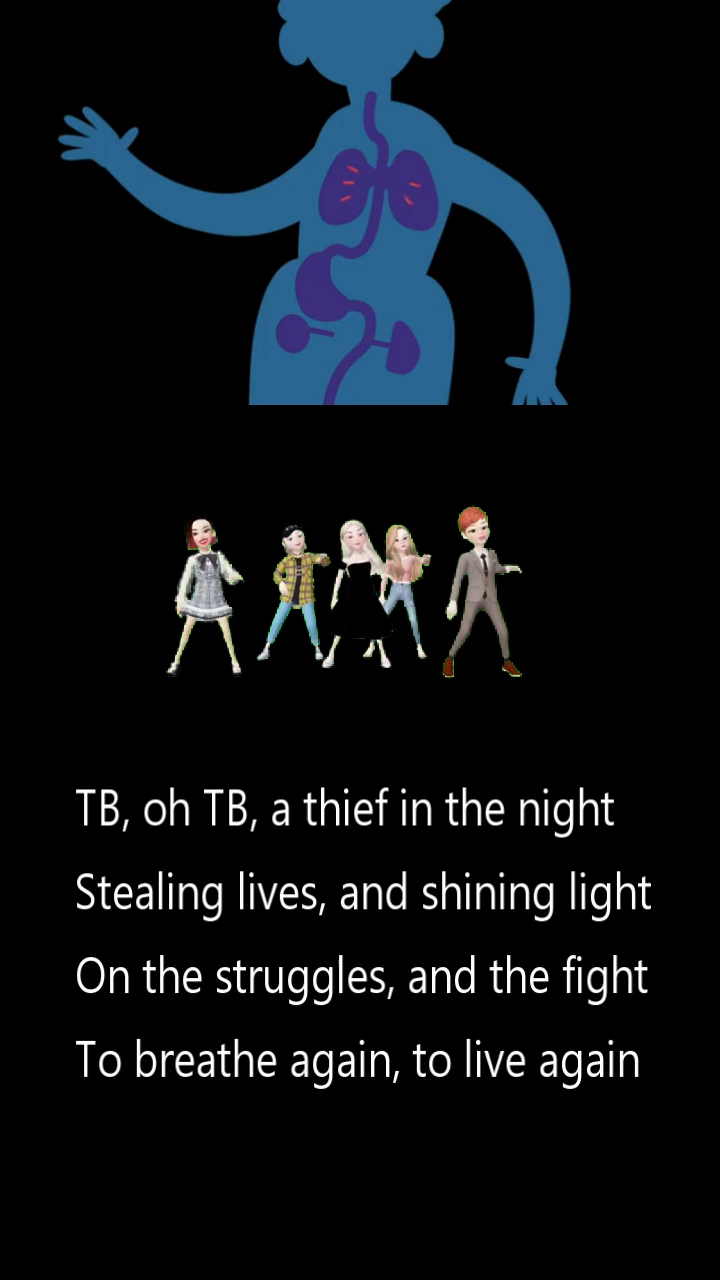 TB, oh TB, a thief in the night
Stealing lives, and shining light
On the struggles, and the fight
To breathe again, to live again